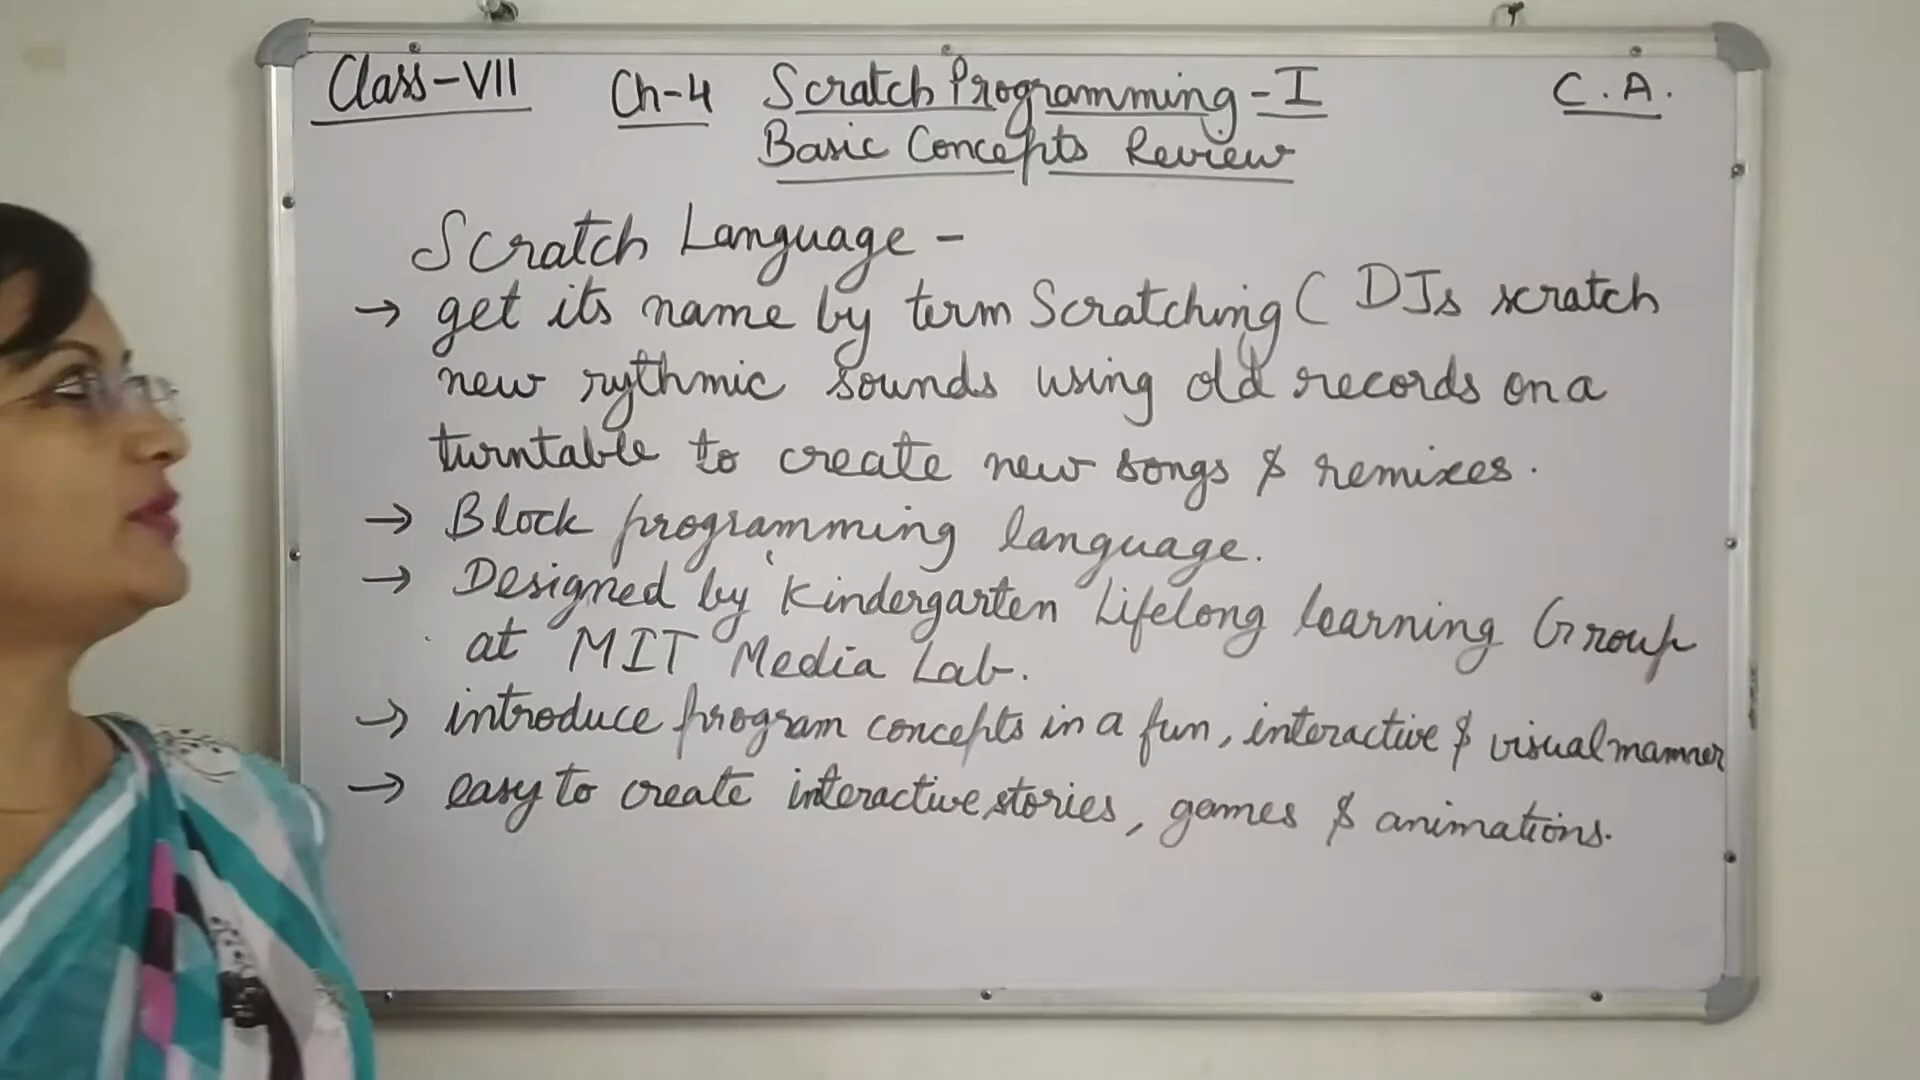 Class-VII Ch-4 Scratch Programming-I C.A.
Basic Concepts Review
Scratch Language -
→ get its name by term Scratching ( DJs scratch
new rythmic sounds using old records on a
turntable to create new songs & remixes.
→ Block programming language.
→ Designed by Kindergarten Lifelong learning Group
at MIT Media Lab.
→ introduce program concepts in a fun, interactive & visual manner
→ easy to create interactive stories, games & animations.